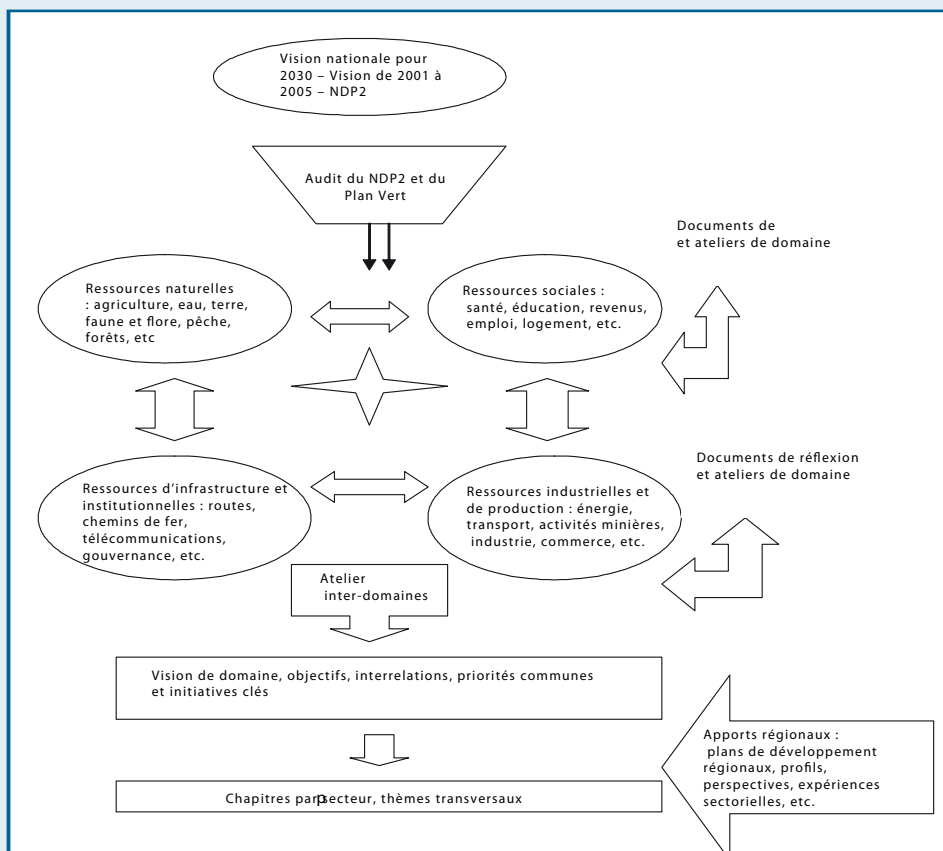 Vision nationale pour
2030 – Vision de 2001 à
2005 – NDP2
Audit du NDP2 et du
Plan Vert
Documents de
et ateliers de domaine
Ressources naturelles
: agriculture, eau, terre,
faune et flore, pêche,
forêts, etc
Ressources sociales :
santé, éducation, revenus,
emploi, logement, etc.
Documents de réflexion
et ateliers de domaine
Ressources d'infrastructure et
institutionnelles : routes,
chemins de fer,
télécommunications,
gouvernance, etc.
Ressources industrielles et
de production : énergie,
transport, activités minières,
industrie, commerce, etc.
Atelier
inter-domaines
Vision de domaine, objectifs, interrelations, priorités communes
et initiatives clés
Apports régionaux :
plans de développement
régionaux, profils,
perspectives, expériences
sectorielles, etc.
Chapitres par secteur, thèmes transversaux